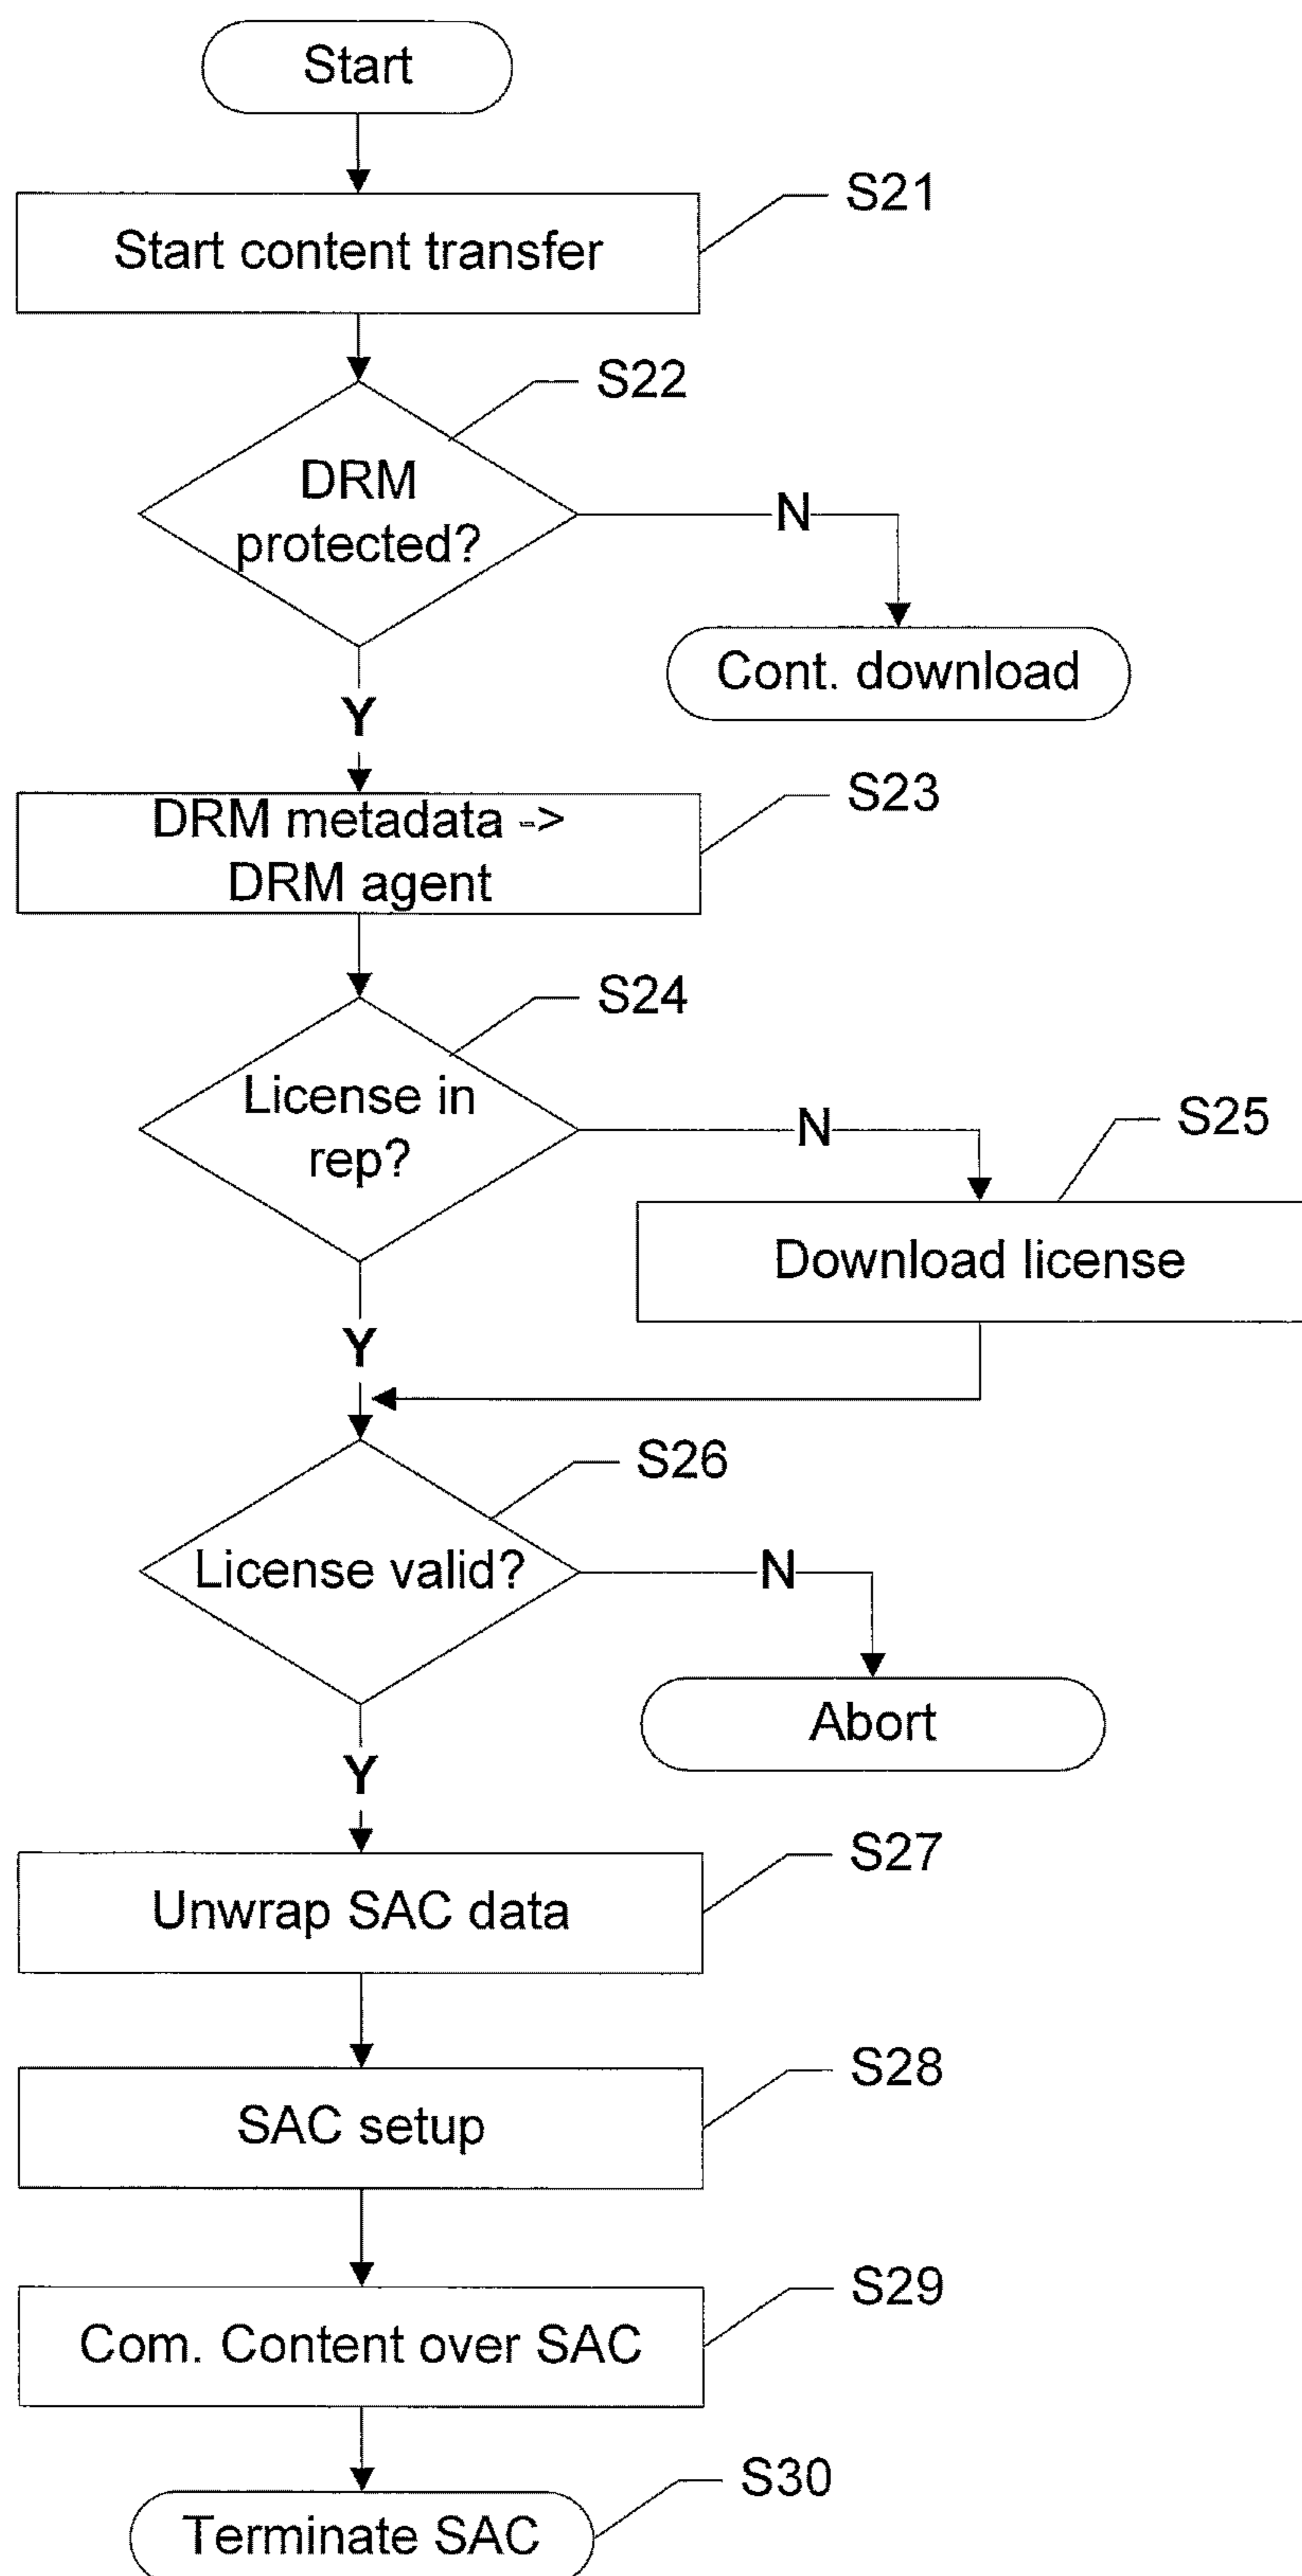 Start
S21
Start content transfer
S22
DRM
protected?
N
Cont. download
Y
S23
DRM metadata ->
DRM agent
S24
License in
rep?
N
S25
Download license
Y
S26
License valid?
N
Abort
Y
S27
Unwrap SAC data
S28
SAC setup
S29
Com. Content over SAC
S30
Terminate SAC